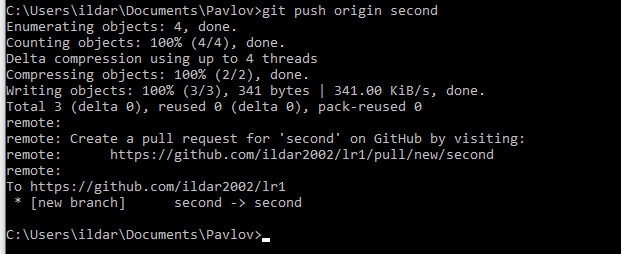 C:\Users\ildar\Documents\Pavlov>git push origin second
Enumerating objects: 4, done.
Counting objects: 100% (4/4), done.
Delta compression using up to 4 threads
Compressing objects: 100% (2/2), done.
Writing objects: 100% (3/3), 341 bytes | 341.00 KiB/s, done.
Total 3 (delta 0), reused 0 (delta 0), pack-reused 0
remote:
remote: Create a pull request for 'second' on GitHub by visiting:
remote:      https://github.com/ildar2002/lr1/pull/new/second
remote:
To https://github.com/ildar2002/lr1
 * [new branch]      second -> second
C:\Users\ildar\Documents\Pavlov>